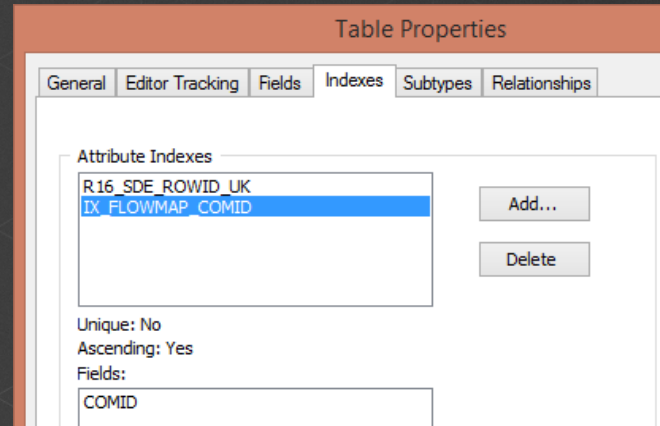 Table Properties
General Editor Tracking Fields Indexes Subtypes Relationships
Attribute Indexes
R16_SDE_ROWID_UK
IX_FLOWMAP_COMID
Add...
Delete
Unique: No
Ascending: Yes
Fields:
COMID